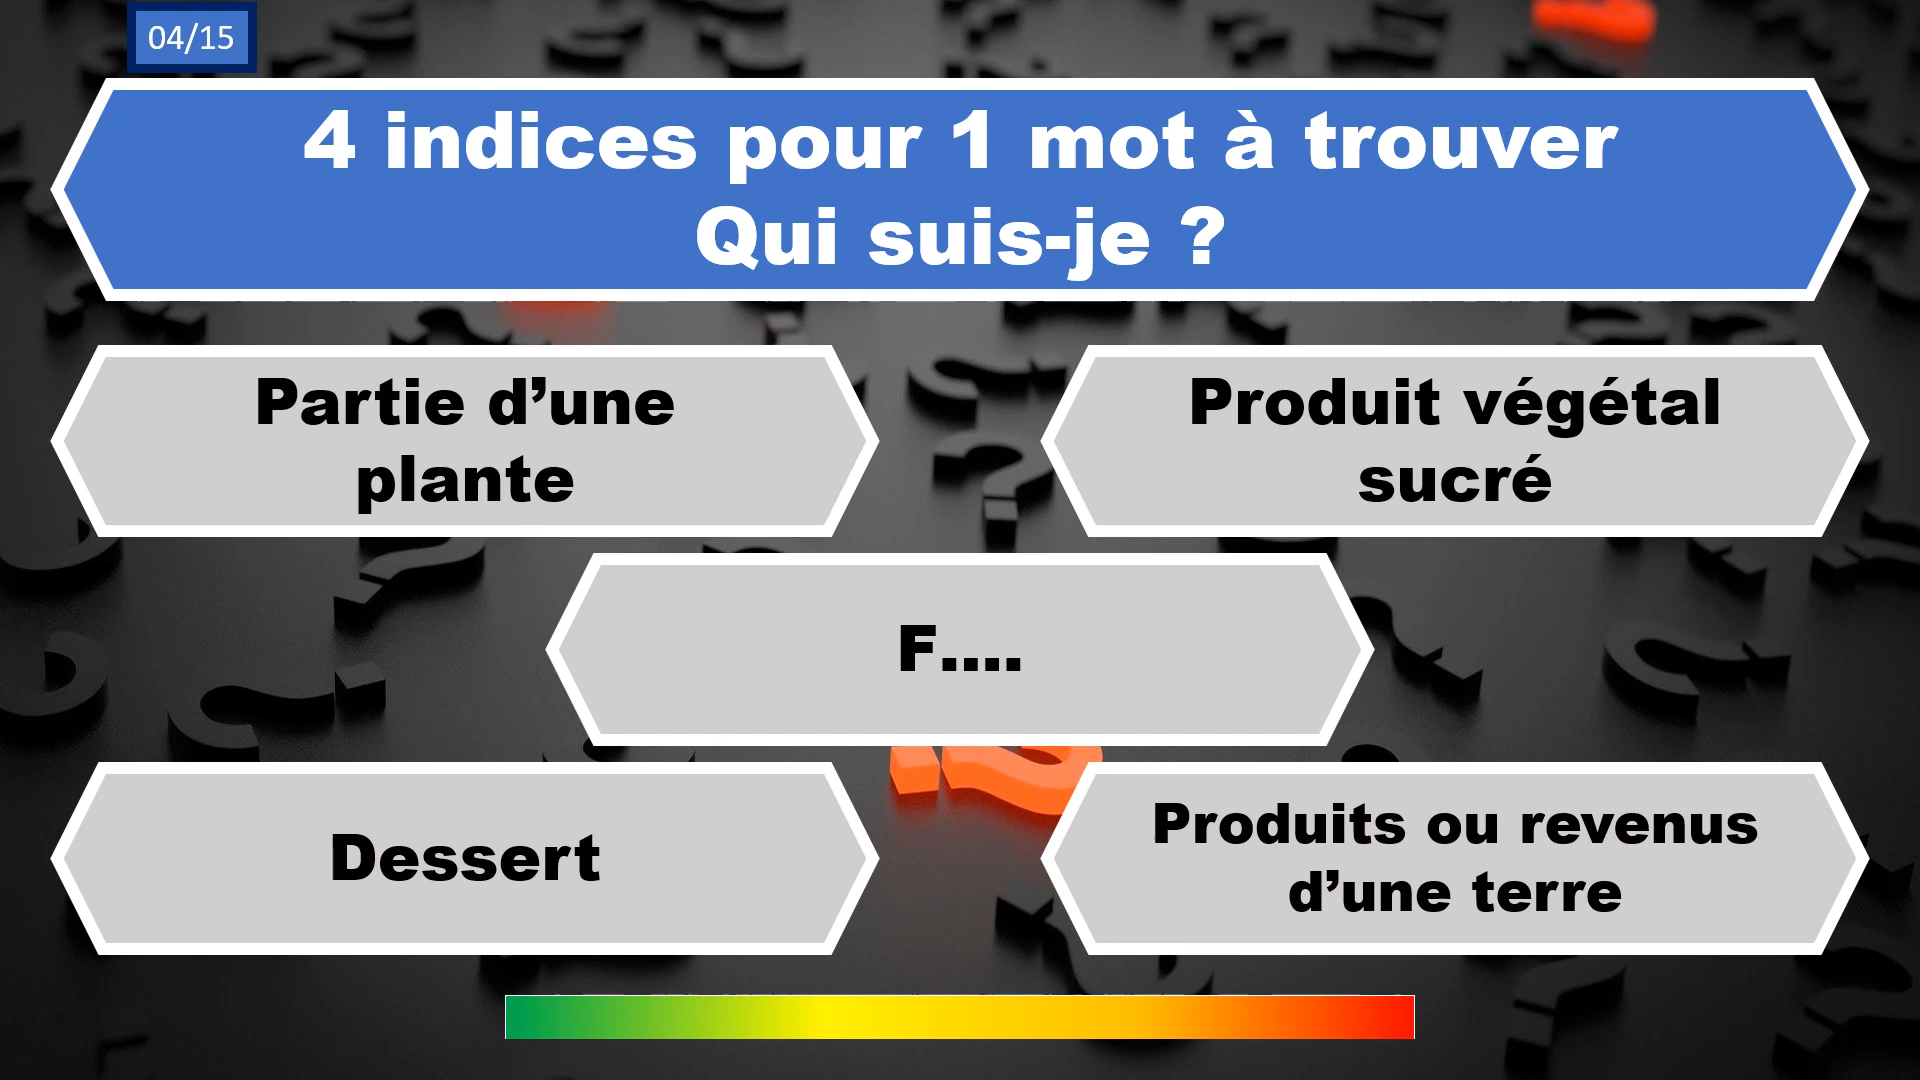 04/15
4 indices pour 1 mot à trouver
Qui suis-je ?
Partie d’une
plante
Produit végétal
sucré
F....
Dessert
Produits ou revenus
d’une terre